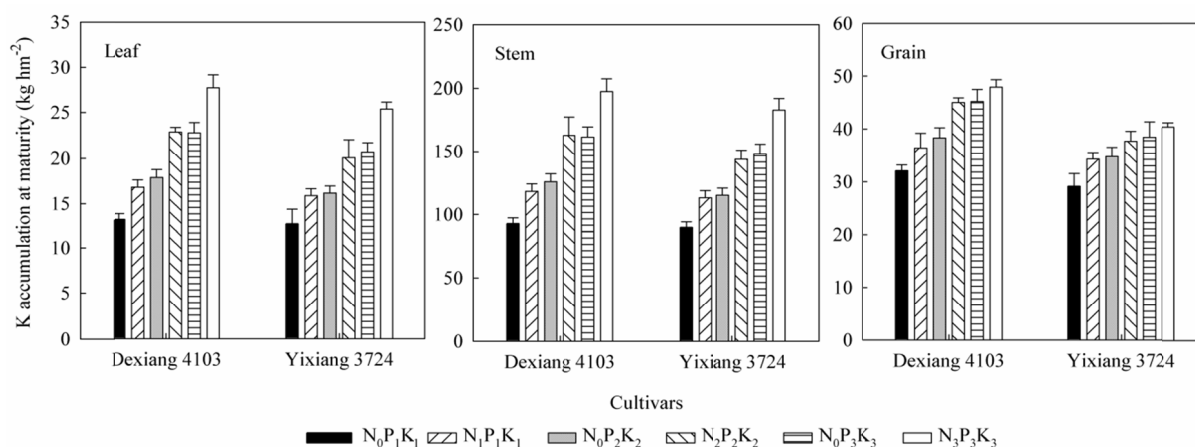 K accumulation at maturity (kg hm⁻²)
35
30
25
20
15
10
5
0
Leaf
Dexiang 4103 Yixiang 3724
250
200
150
100
50
0
Stem
Dexiang 4103 Yixiang 3724
60
50
40
30
20
10
0
Grain
Dexiang 4103 Yixiang 3724
Cultivars
N₀P₁K₁ N₁P₁K₁ N₀P₂K₂ N₂P₂K₂ N₀P₃K₃ N₃P₃K₃